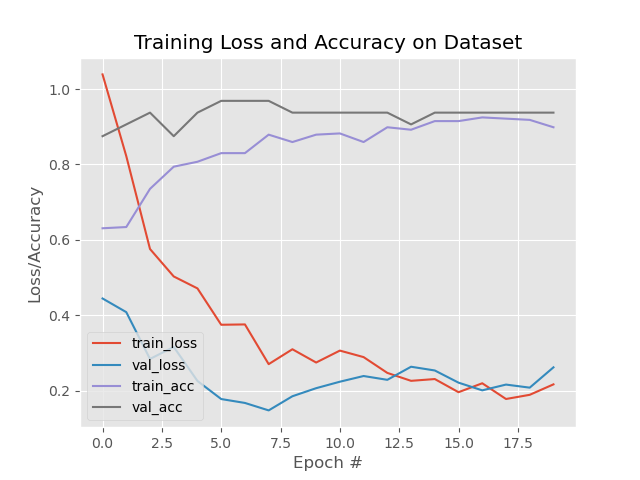 Training Loss and Accuracy on Dataset
Loss/Accuracy
1.0
0.8
0.6
0.4
0.2
train_loss
val_loss
train_acc
val_acc
0.0 2.5 5.0 7.5 10.0 12.5 15.0 17.5
Epoch #